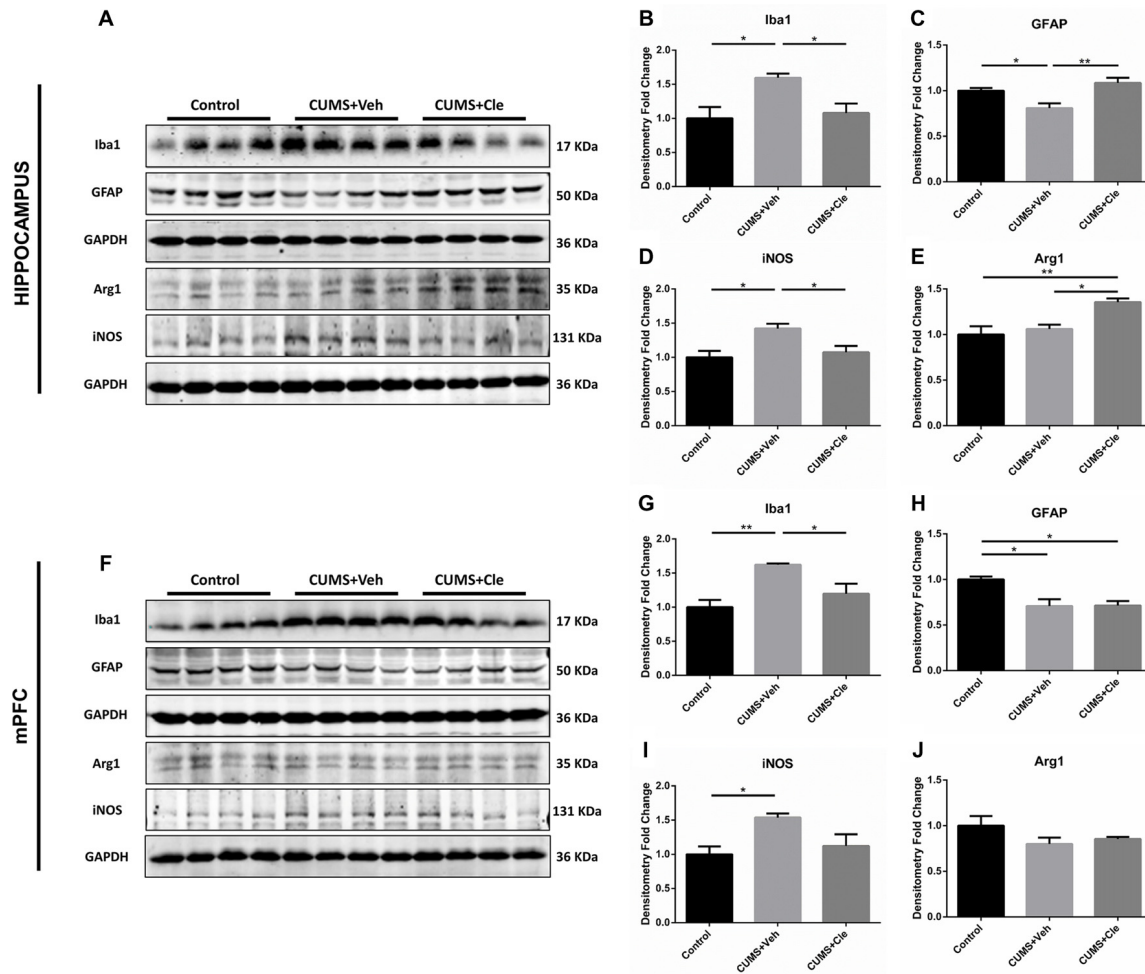 HIPPOCAMPUS
A
Control CUMS+Veh CUMS+Cle
Iba1 17 KDa
GFAP 50 KDa
GAPDH 36 KDa
Arg1 35 KDa
iNOS 131 KDa
GAPDH 36 KDa
B
Iba1
Densitometry Fold Change
2.0
1.5
1.0
0.5
0.0
* *
Control CUMS+Veh CUMS+Cle
C
GFAP
Densitometry Fold Change
1.5
1.0
0.5
0.0
* **
Control CUMS+Veh CUMS+Cle
D
iNOS
Densitometry Fold Change
2.0
1.5
1.0
0.5
0.0
* *
Control CUMS+Veh CUMS+Cle
E
Arg1
Densitometry Fold Change
1.5
1.0
0.5
0.0
**
*
Control CUMS+Veh CUMS+Cle
mPFC
F
Control CUMS+Veh CUMS+Cle
Iba1 17 KDa
GFAP 50 KDa
GAPDH 36 KDa
Arg1 35 KDa
iNOS 131 KDa
GAPDH 36 KDa
G
Iba1
Densitometry Fold Change
2.0
1.5
1.0
0.5
0.0
** *
Control CUMS+Veh CUMS+Cle
H
GFAP
Densitometry Fold Change
1.5
1.0
0.5
0.0
*
*
Control CUMS+Veh CUMS+Cle
I
iNOS
Densitometry Fold Change
2.0
1.5
1.0
0.5
0.0
*
Control CUMS+Veh CUMS+Cle
J
Arg1
Densitometry Fold Change
1.5
1.0
0.5
0.0
Control CUMS+Veh CUMS+Cle